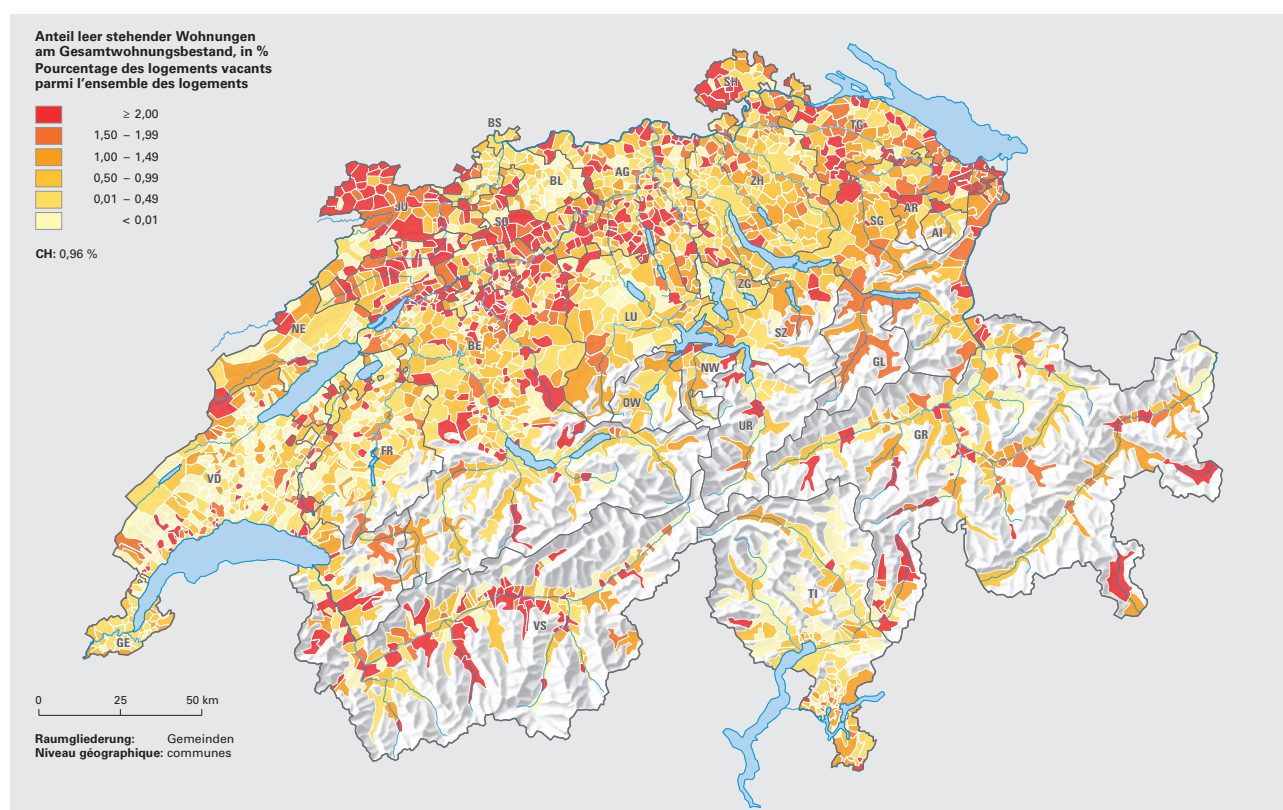 Anteil leer stehender Wohnungen
am Gesamtwohnungsbestand, in %
Pourcentage des logements vacants
parmi l'ensemble des logements
≥ 2,00
1,50 – 1,99
1,00 – 1,49
0,50 – 0,99
0,01 – 0,49
< 0,01
CH: 0,96 %
SH
BS
TG
BL
AG
ZH
JU
SO
AR
SG
AI
ZG
LU
NE
SZ
BE
GL
NW
OW
UR
GR
FR
VD
TI
VS
GE
0 25 50 km
Raumgliederung: Gemeinden
Niveau géographique: communes